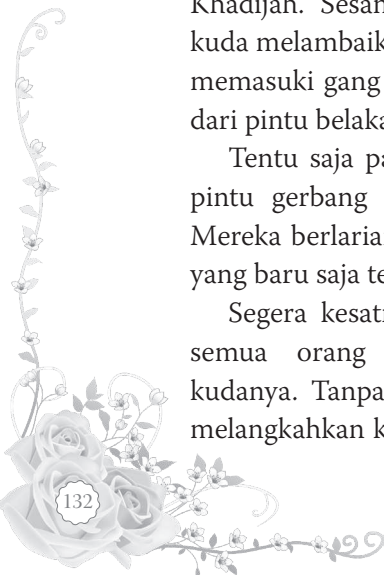 Khadijah. Sesan
kuda melambaik
memasuki gang
dari pintu belaka
Tentu saja pa
pintu gerbang
Mereka berlaria
yang baru saja te
Segera kesatr
semua orang
kudanya. Tanpa
melangkahkan k
132